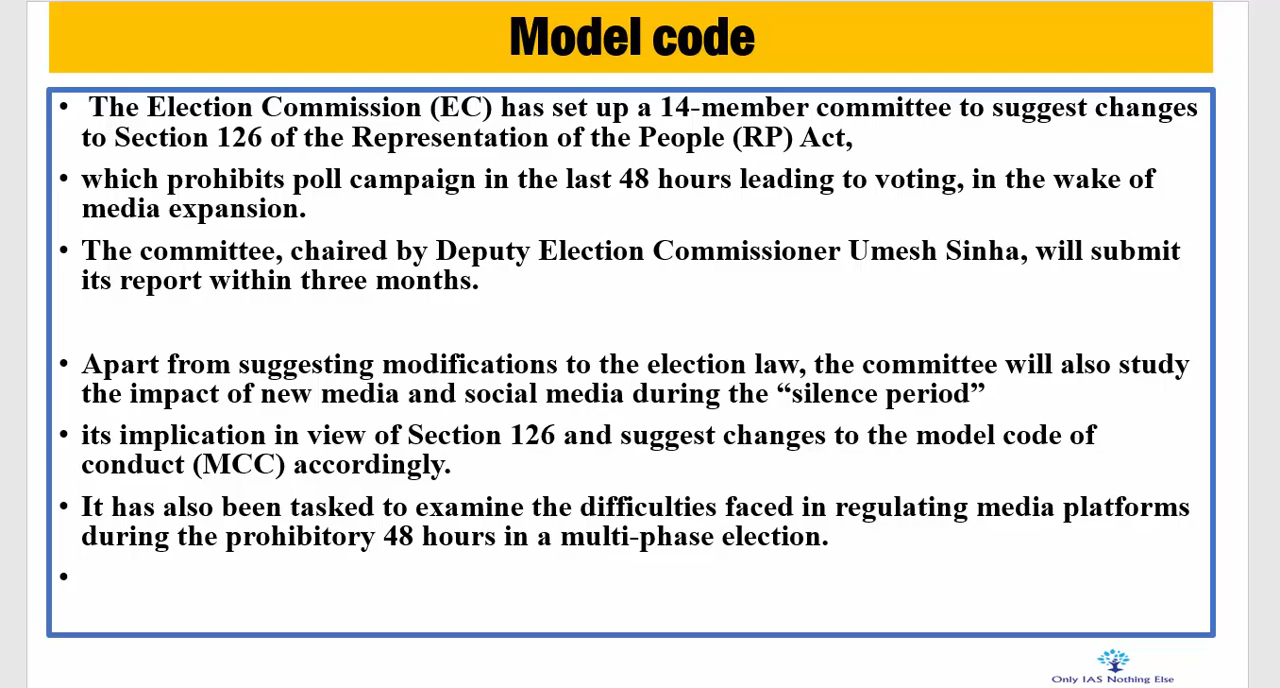 Model code
• The Election Commission (EC) has set up a 14-member committee to suggest changes
to Section 126 of the Representation of the People (RP) Act,
• which prohibits poll campaign in the last 48 hours leading to voting, in the wake of
media expansion.
• The committee, chaired by Deputy Election Commissioner Umesh Sinha, will submit
its report within three months.
• Apart from suggesting modifications to the election law, the committee will also study
the impact of new media and social media during the “silence period”
• its implication in view of Section 126 and suggest changes to the model code of
conduct (MCC) accordingly.
• It has also been tasked to examine the difficulties faced in regulating media platforms
during the prohibitory 48 hours in a multi-phase election.
•
Only IAS Nothing Else